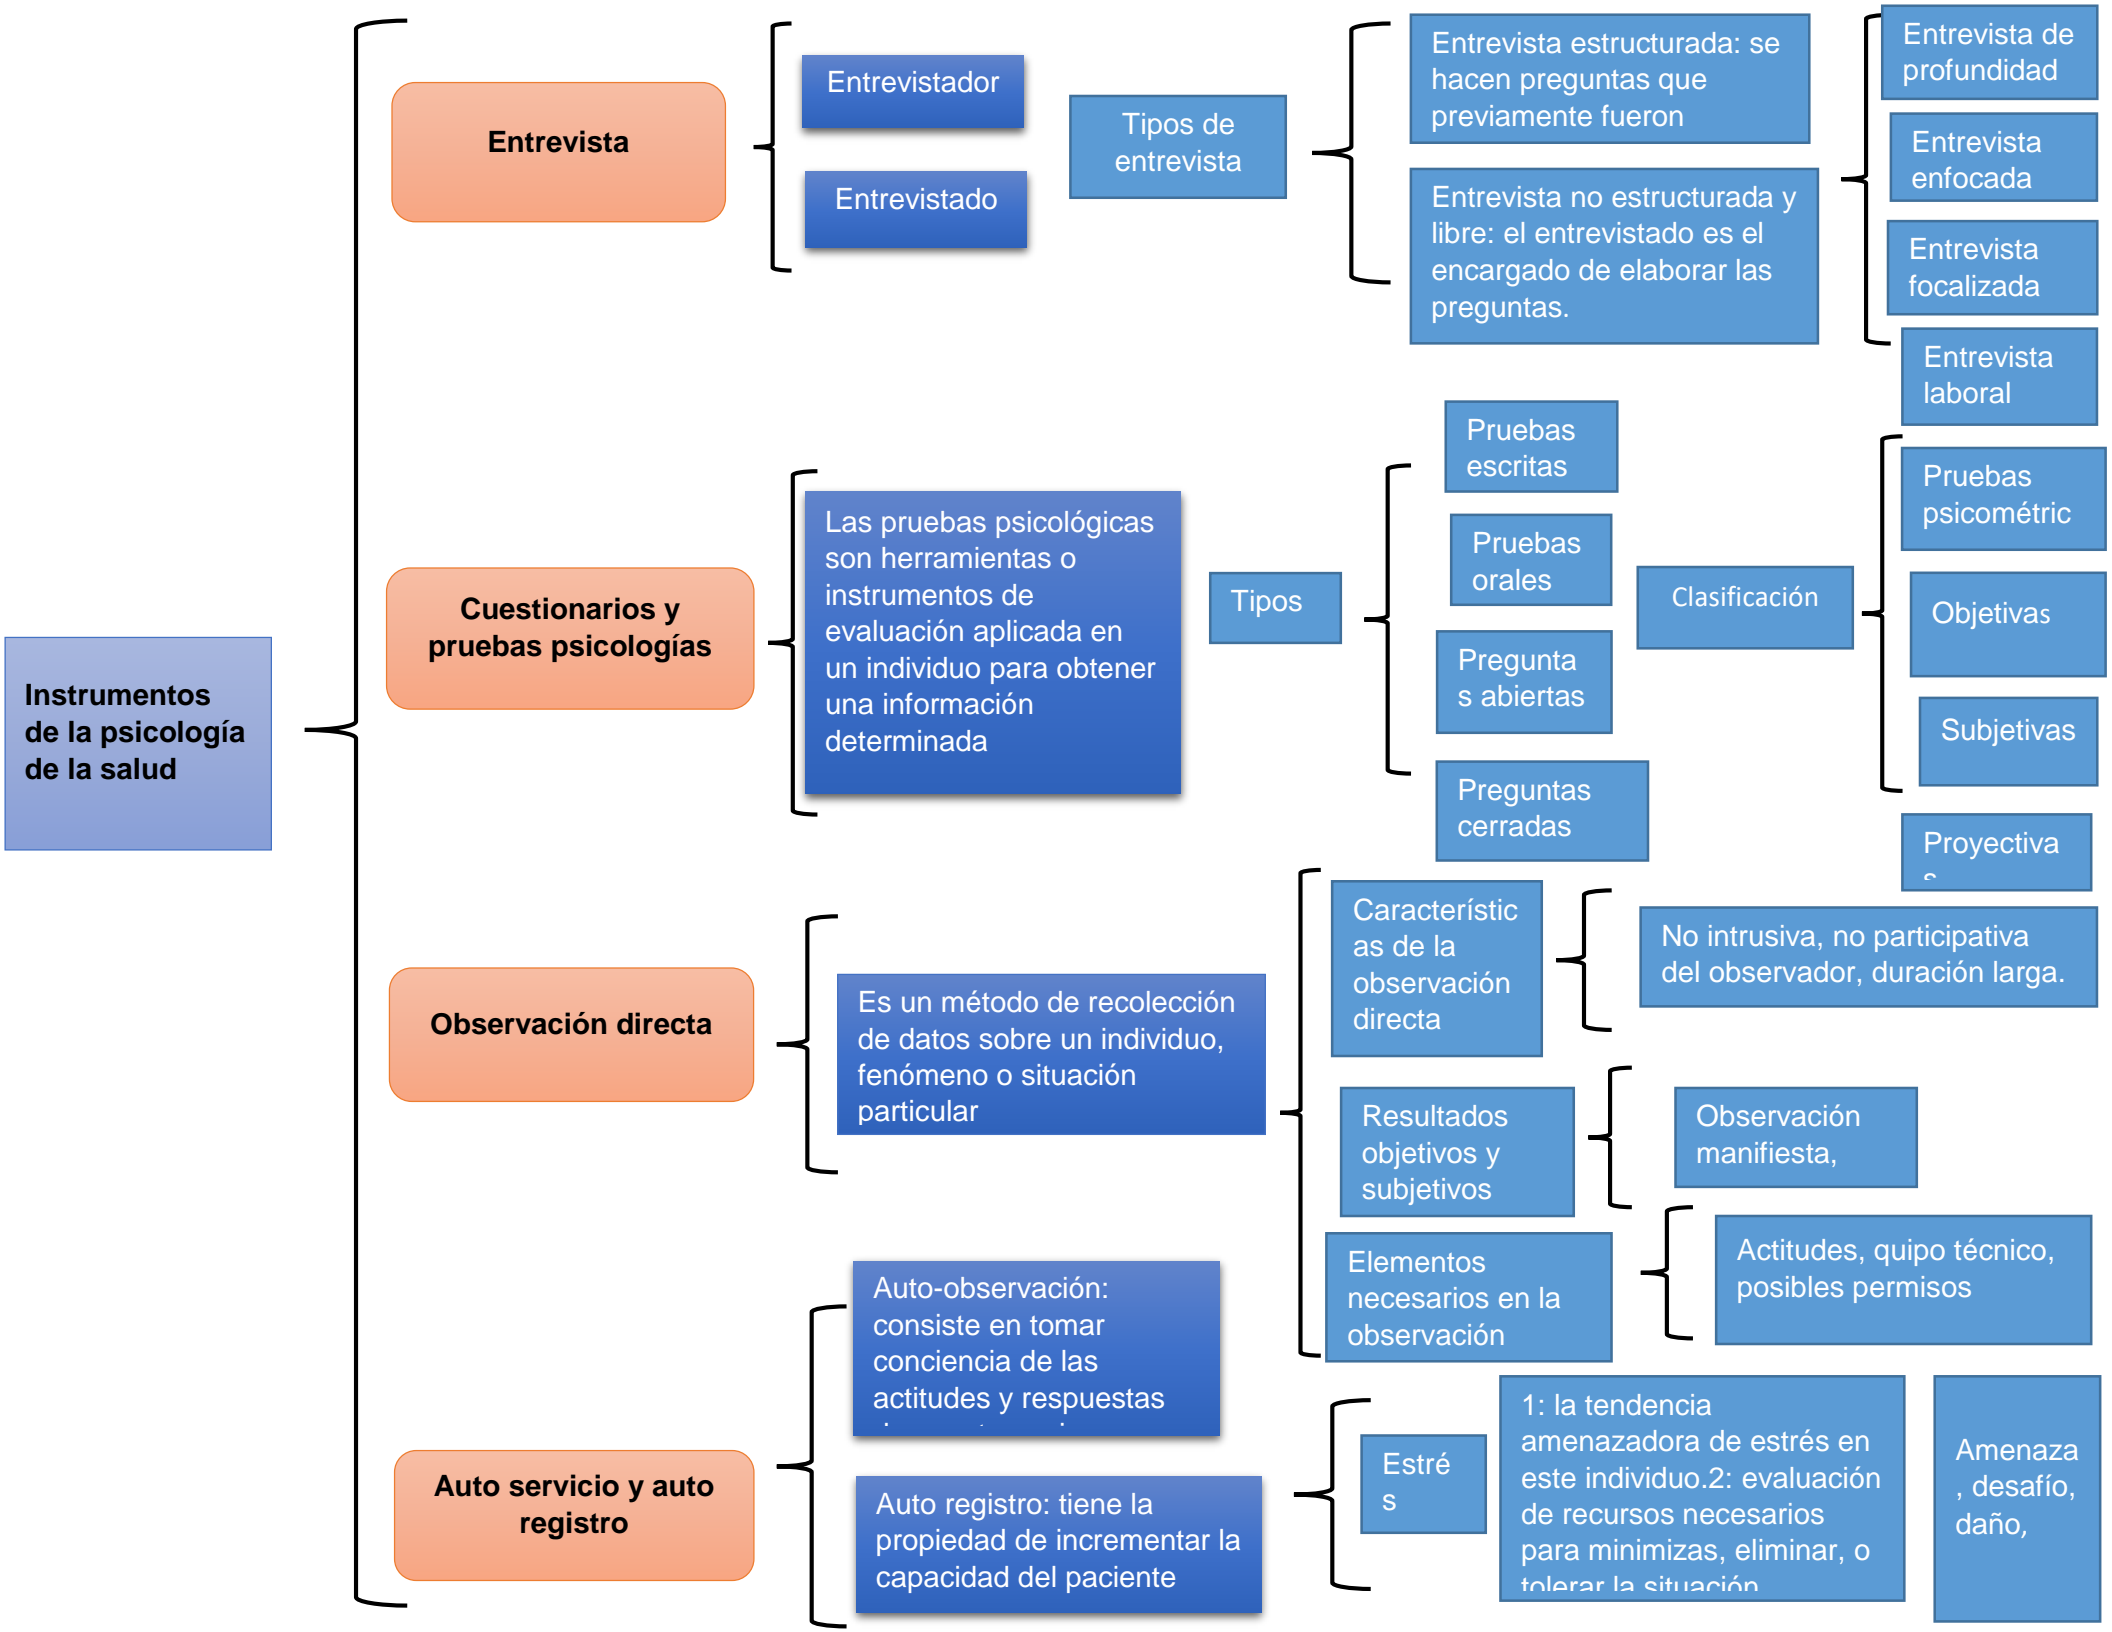 Instrumentos
de la psicología
de la salud
Entrevista
Entrevistador
Entrevistado
Tipos de
entrevista
Entrevista estructurada: se
hacen preguntas que
previamente fueron
Entrevista no estructurada y
libre: el entrevistado es el
encargado de elaborar las
preguntas.
Entrevista de
profundidad
Entrevista
enfocada
Entrevista
focalizada
Entrevista
laboral
Cuestionarios y
pruebas psicologías
Las pruebas psicológicas
son herramientas o
instrumentos de
evaluación aplicada en
un individuo para obtener
una información
determinada
Tipos
Pruebas
escritas
Pruebas
orales
Pregunta
s abiertas
Preguntas
cerradas
Clasificación
Pruebas
psicométric
Objetivas
Subjetivas
Proyectiva
s
Observación directa
Es un método de recolección
de datos sobre un individuo,
fenómeno o situación
particular
Característic
as de la
observación
directa
No intrusiva, no participativa
del observador, duración larga.
Resultados
objetivos y
subjetivos
Observación
manifiesta,
Elementos
necesarios en la
observación
Actitudes, quipo técnico,
posibles permisos
Auto servicio y auto
registro
Auto-observación:
consiste en tomar
conciencia de las
actitudes y respuestas
Auto registro: tiene la
propiedad de incrementar la
capacidad del paciente
Estré
s
1: la tendencia
amenazadora de estrés en
este individuo.2: evaluación
de recursos necesarios
para minimizas, eliminar, o
tolerar la situación
Amenaza
, desafío,
daño,